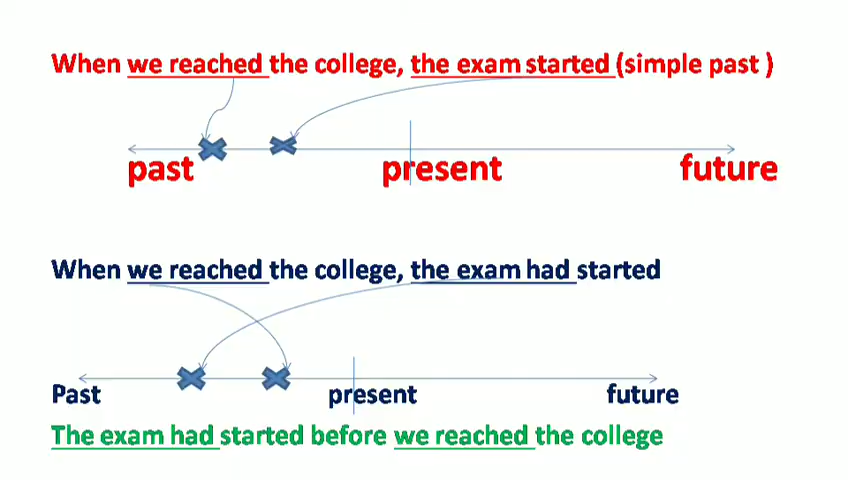 When we reached the college, the exam started (simple past )
past present future
When we reached the college, the exam had started
Past present future
The exam had started before we reached the college